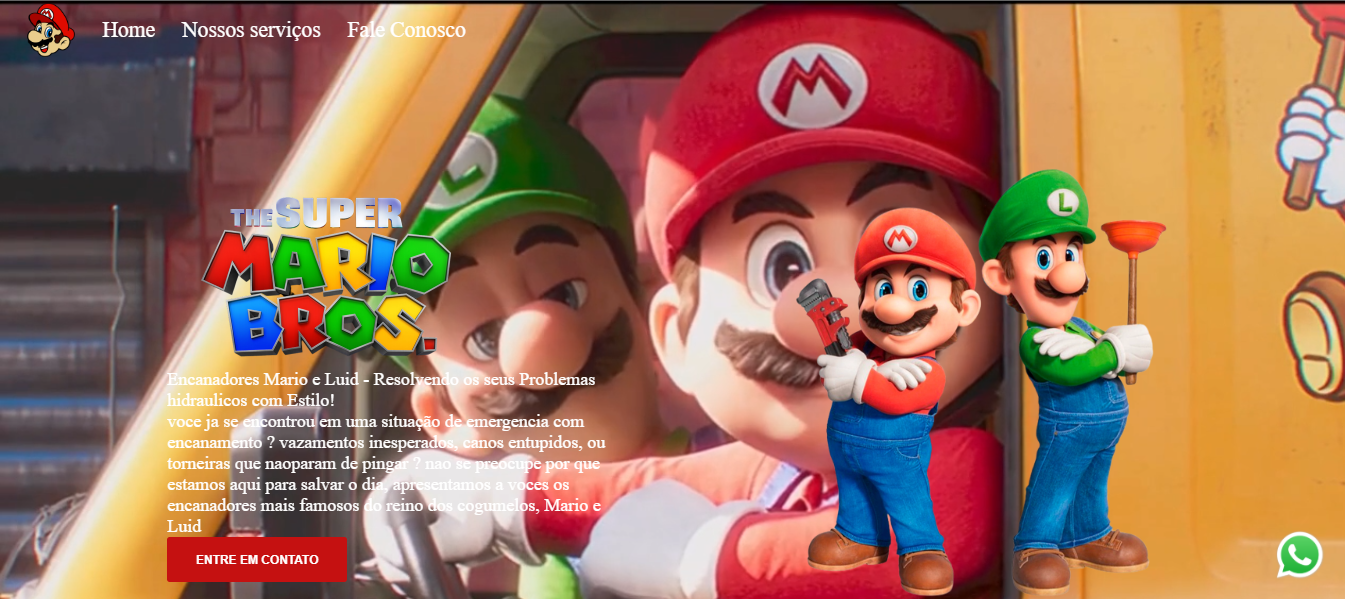 Home Nossos serviços Fale Conosco
THE SUPER
MARIO
BROS.
Encanadores Mario e Luid - Resolvendo os seus Problemas
hidraulicos com Estilo!
voce ja se encontrou em uma situação de emergencia com
encanamento ? vazamentos inesperados, canos entupidos, ou
torneiras que naoparam de pingar ? nao se preocupe por que
estamos aqui para salvar o dia, apresentamos a voces os
encanadores mais famosos do reino dos cogumelos, Mario e
Luid
ENTRE EM CONTATO
M
L
M
L